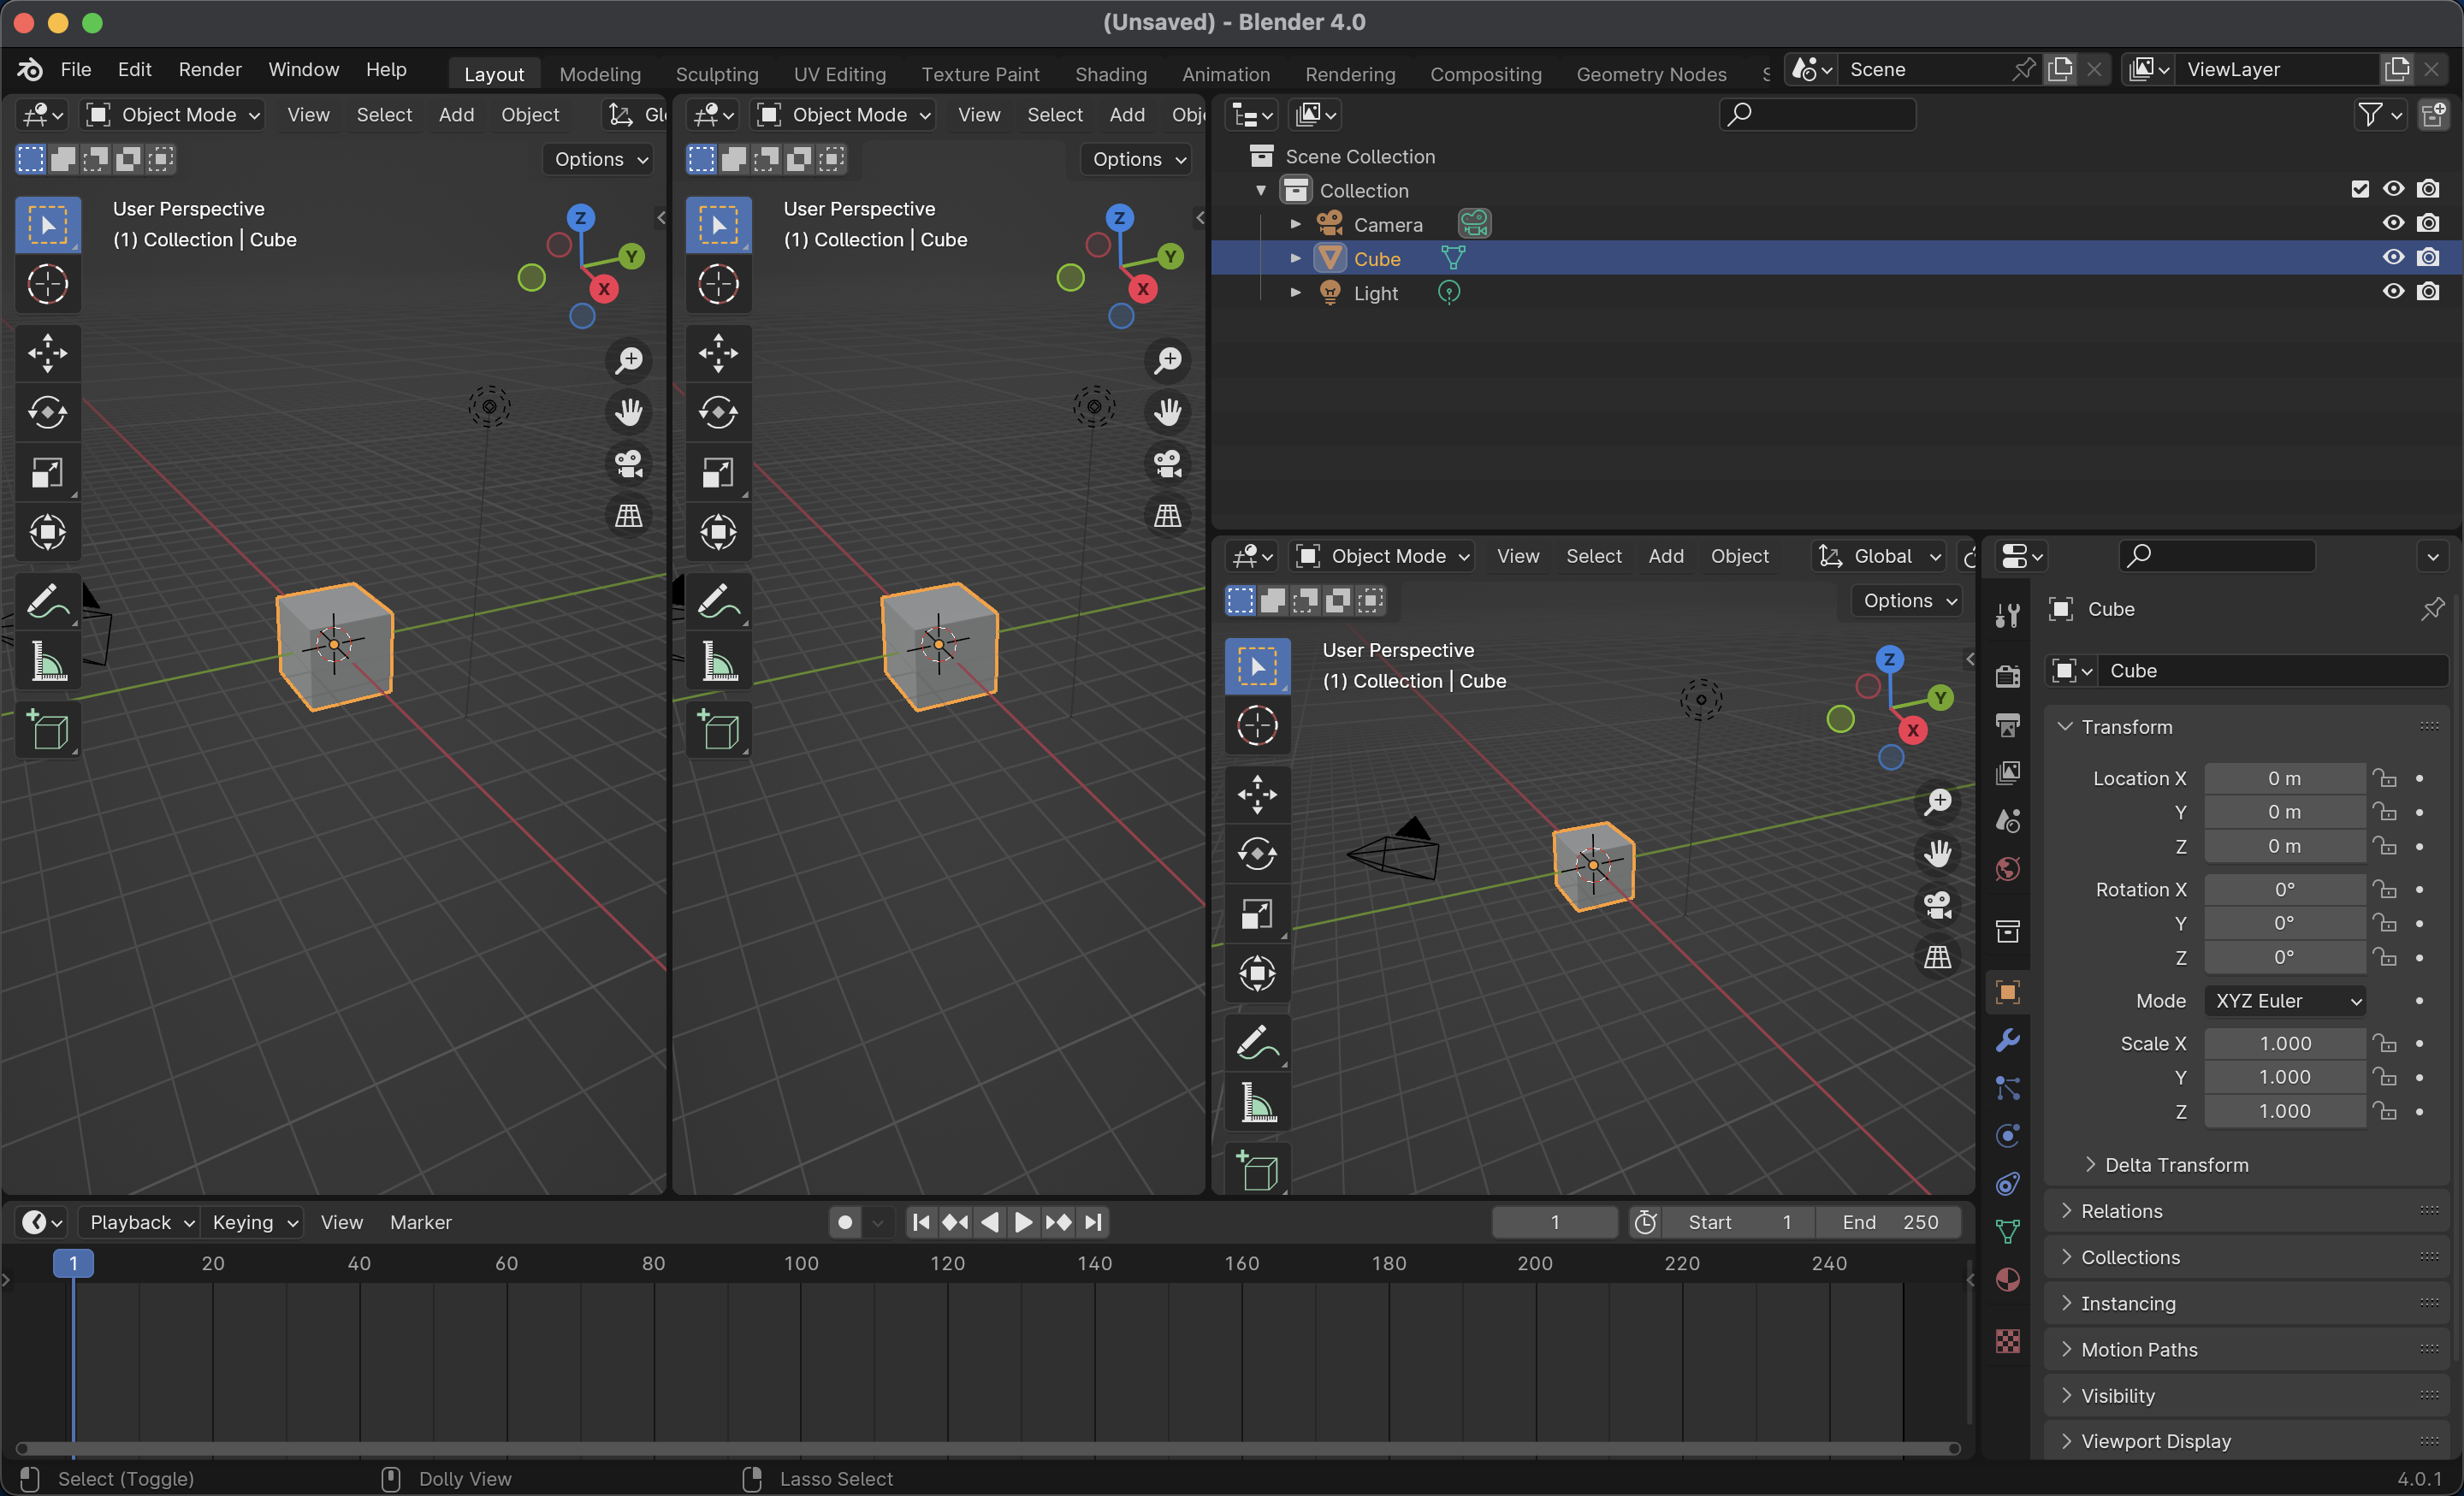 (Unsaved) - Blender 4.0
File Edit Render Window Help Layout Modeling Sculpting UV Editing Texture Paint Shading Animation Rendering Compositing Geometry Nodes S Scene ViewLayer
Object Mode View Select Add Object Gl
Options
User Perspective
(1) Collection | Cube
Z
Y
X
Object Mode View Select Add Obj
Options
User Perspective
(1) Collection | Cube
Z
Y
X
Scene Collection
Collection
Camera
Cube
Light
Object Mode View Select Add Object Global
Options
User Perspective
(1) Collection | Cube
Z
Y
X
Cube
Cube
Transform
Location X 0 m
Y 0 m
Z 0 m
Rotation X 0°
Y 0°
Z 0°
Mode XYZ Euler
Scale X 1.000
Y 1.000
Z 1.000
Delta Transform
Relations
Collections
Instancing
Motion Paths
Visibility
Viewport Display
Playback Keying View Marker 1 Start 1 End 250
1 20 40 60 80 100 120 140 160 180 200 220 240
Select (Toggle) Dolly View Lasso Select 4.0.1